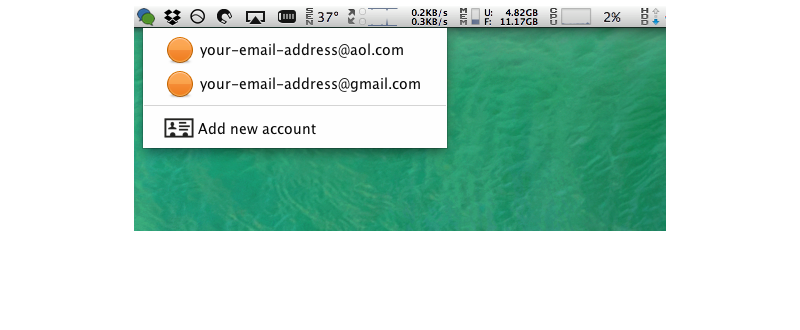 SEN 37° 0.2KB/s 0.3KB/s MEM U: 4.82GB F: 11.17GB CPU 2% HDD
your-email-address@aol.com
your-email-address@gmail.com
Add new account